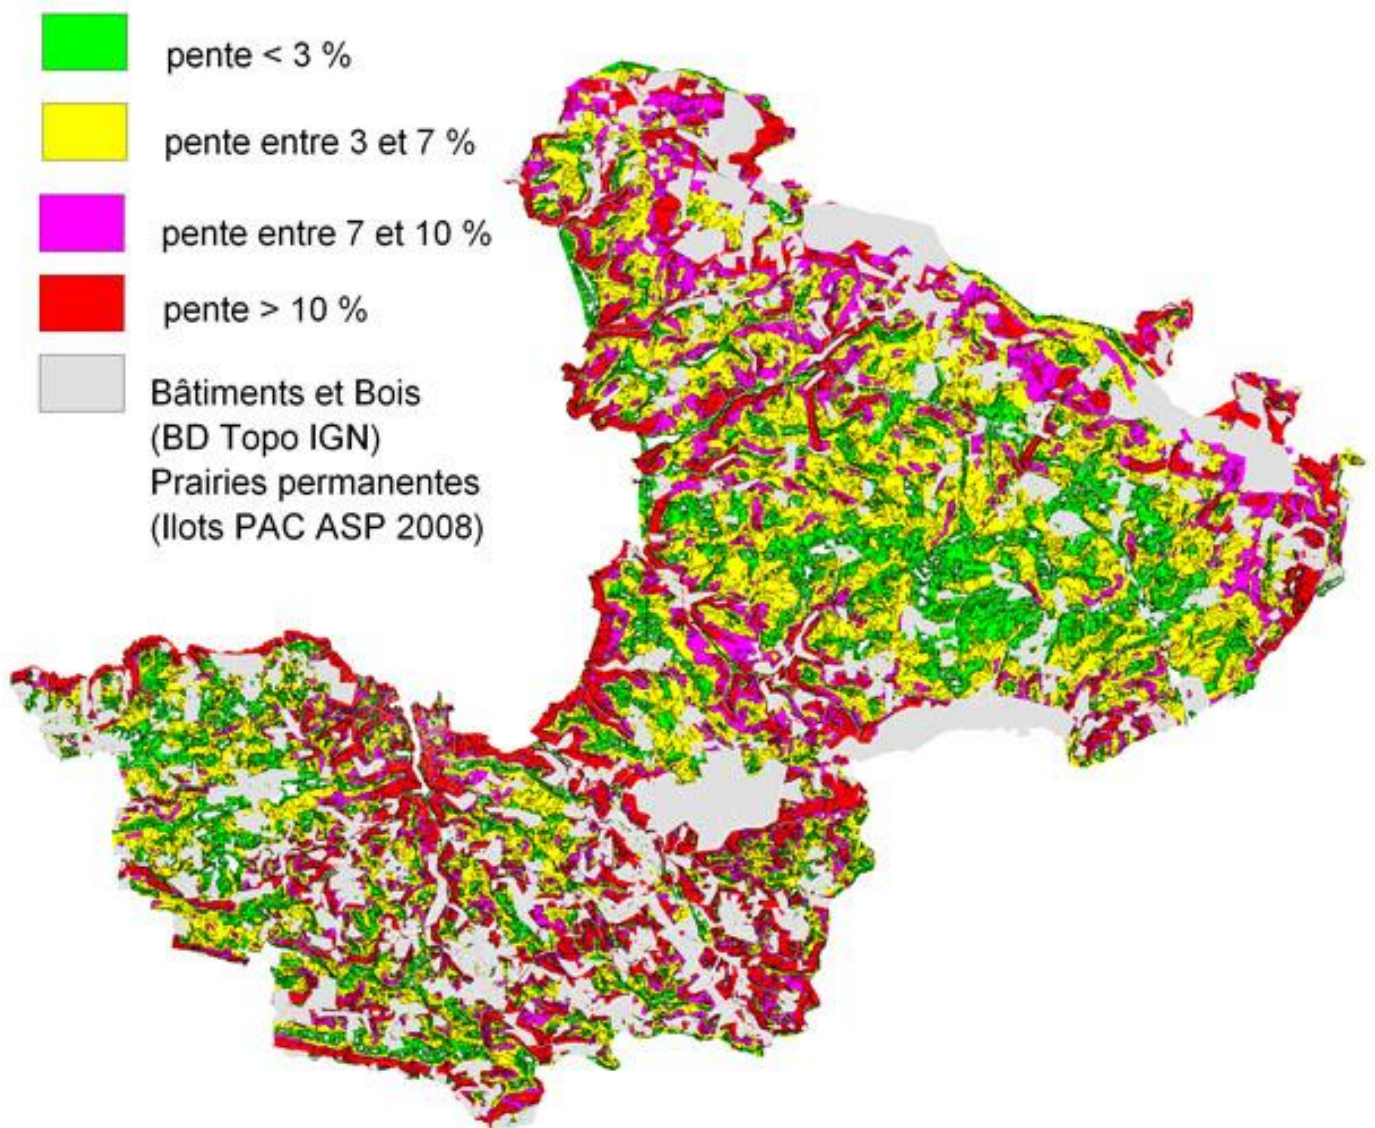 pente < 3 %
pente entre 3 et 7 %
pente entre 7 et 10 %
pente > 10 %
Bâtiments et Bois
(BD Topo IGN)
Prairies permanentes
(Ilots PAC ASP 2008)